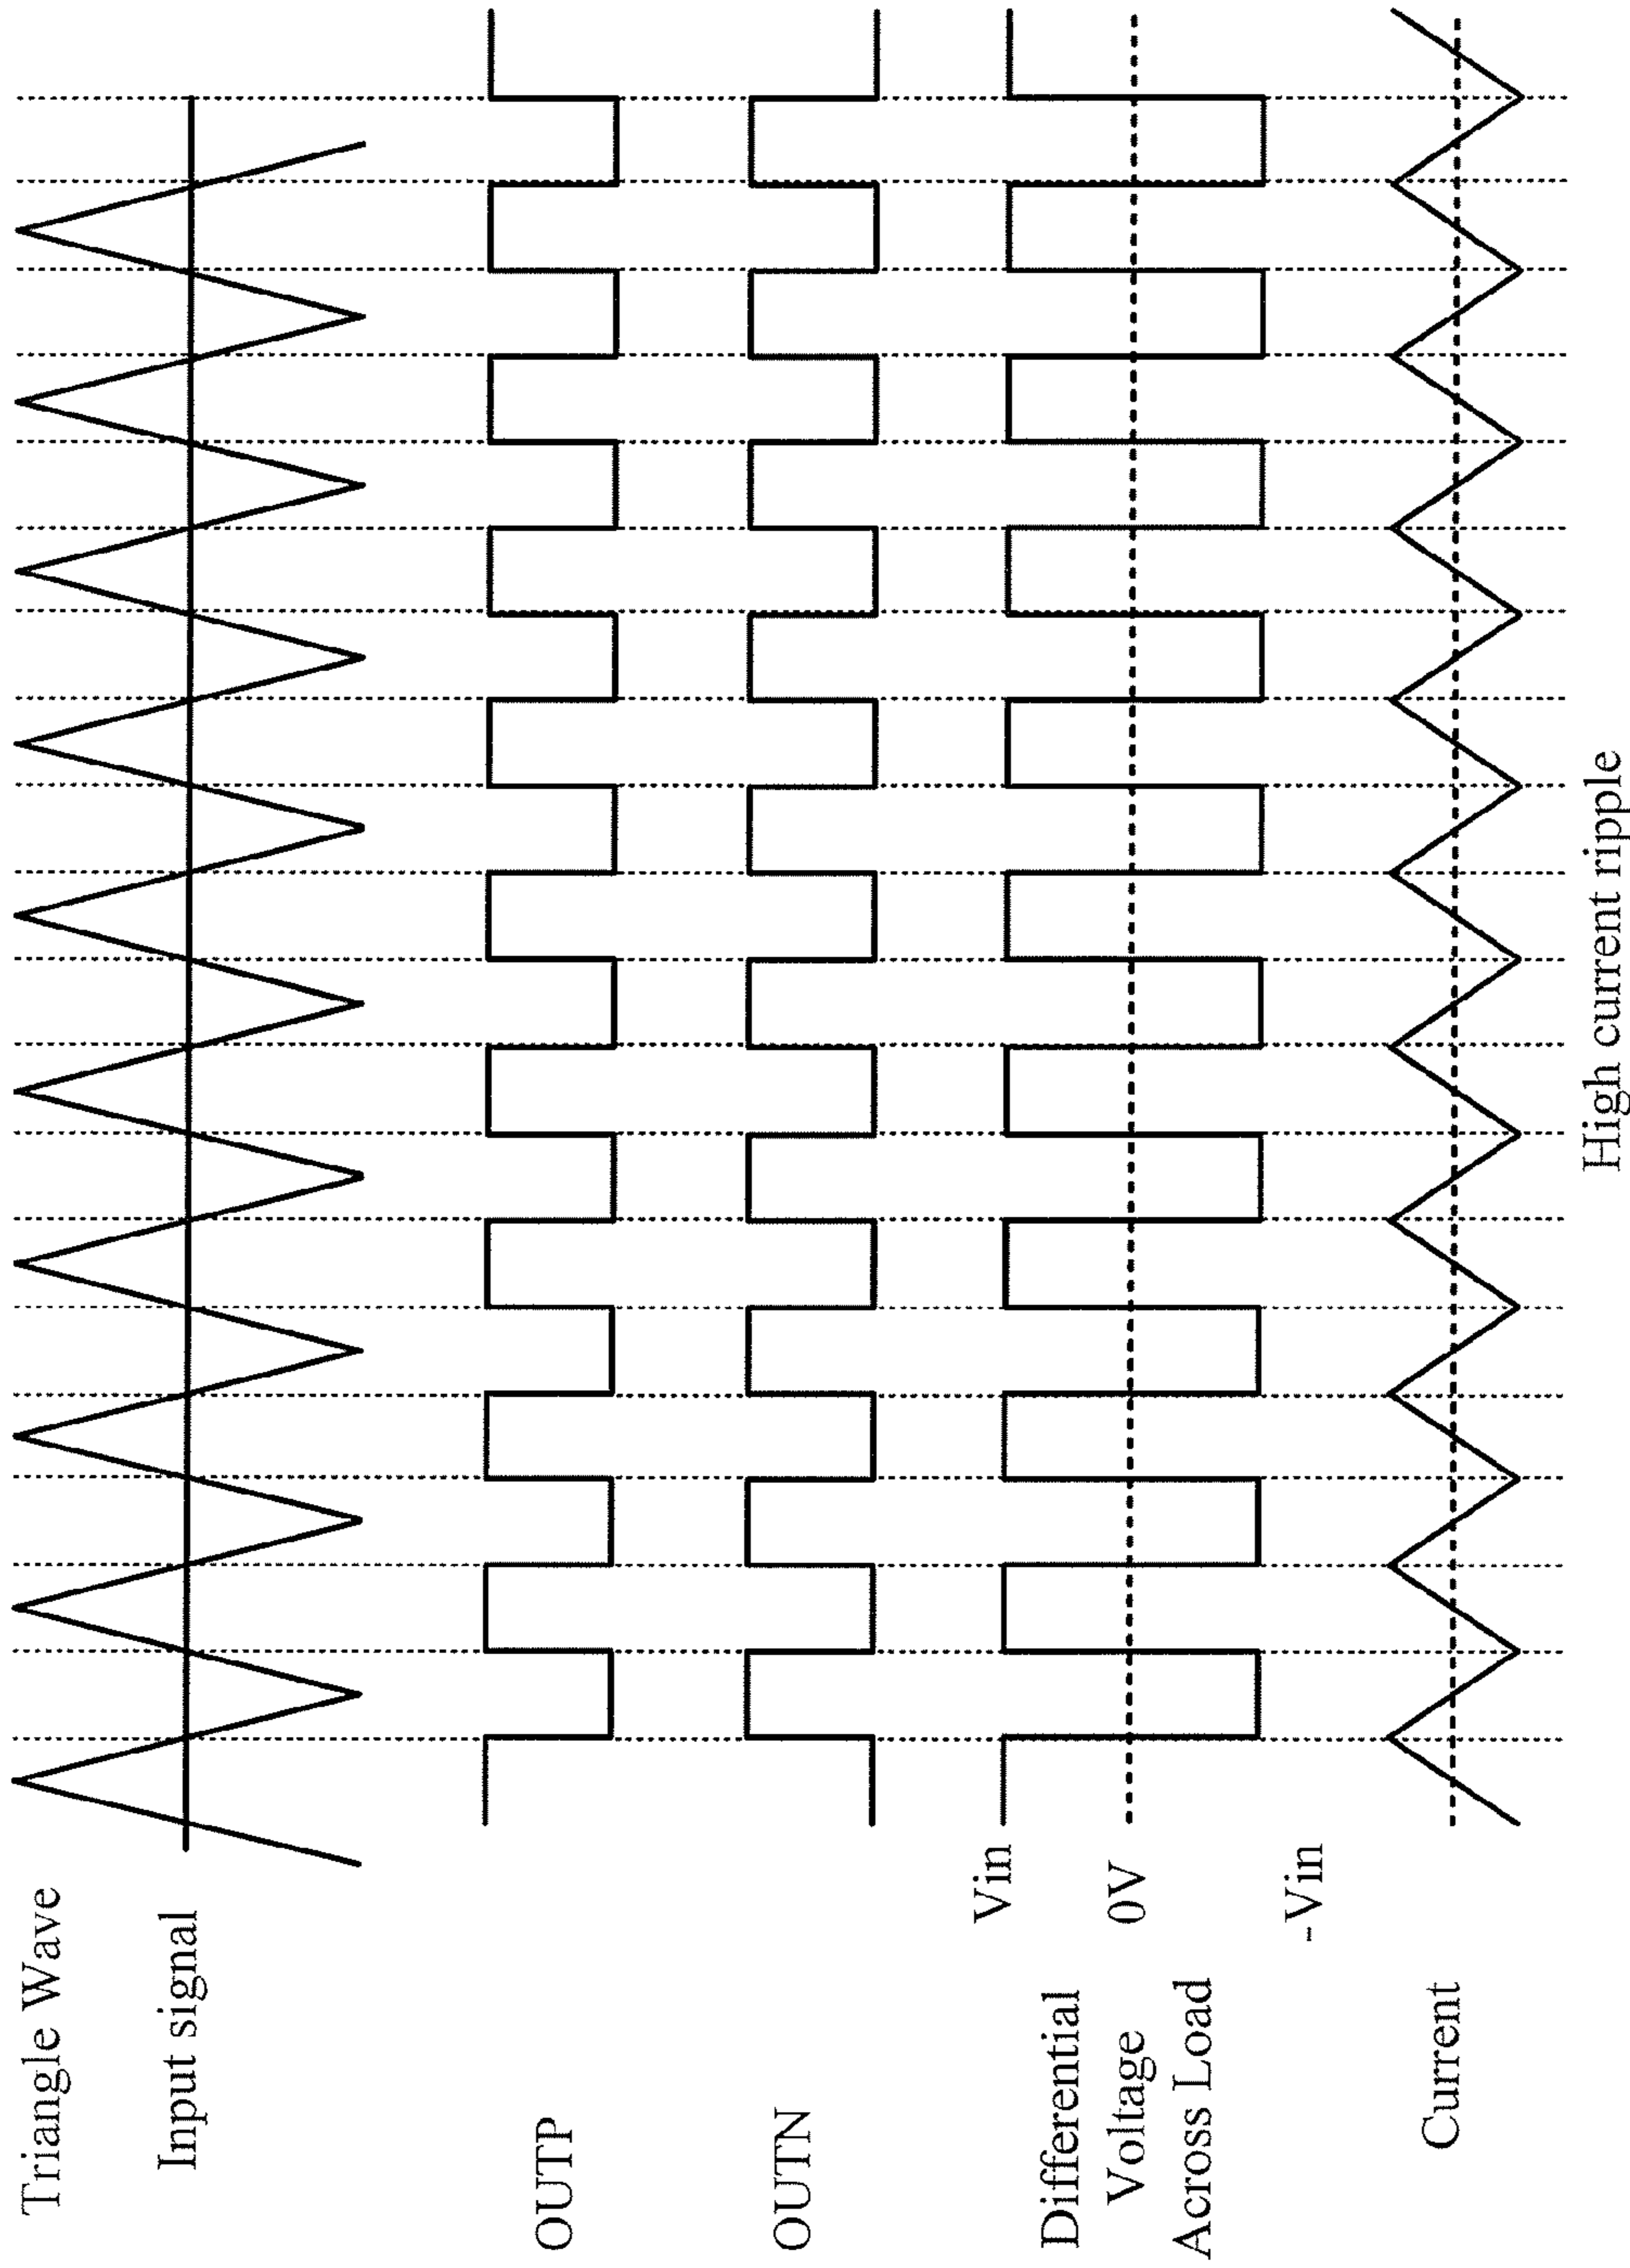 Triangle Wave
Input signal
OUTP
OUTN
Differential
Voltage
Across Load
Vin
0V
-Vin
Current
High current ripple